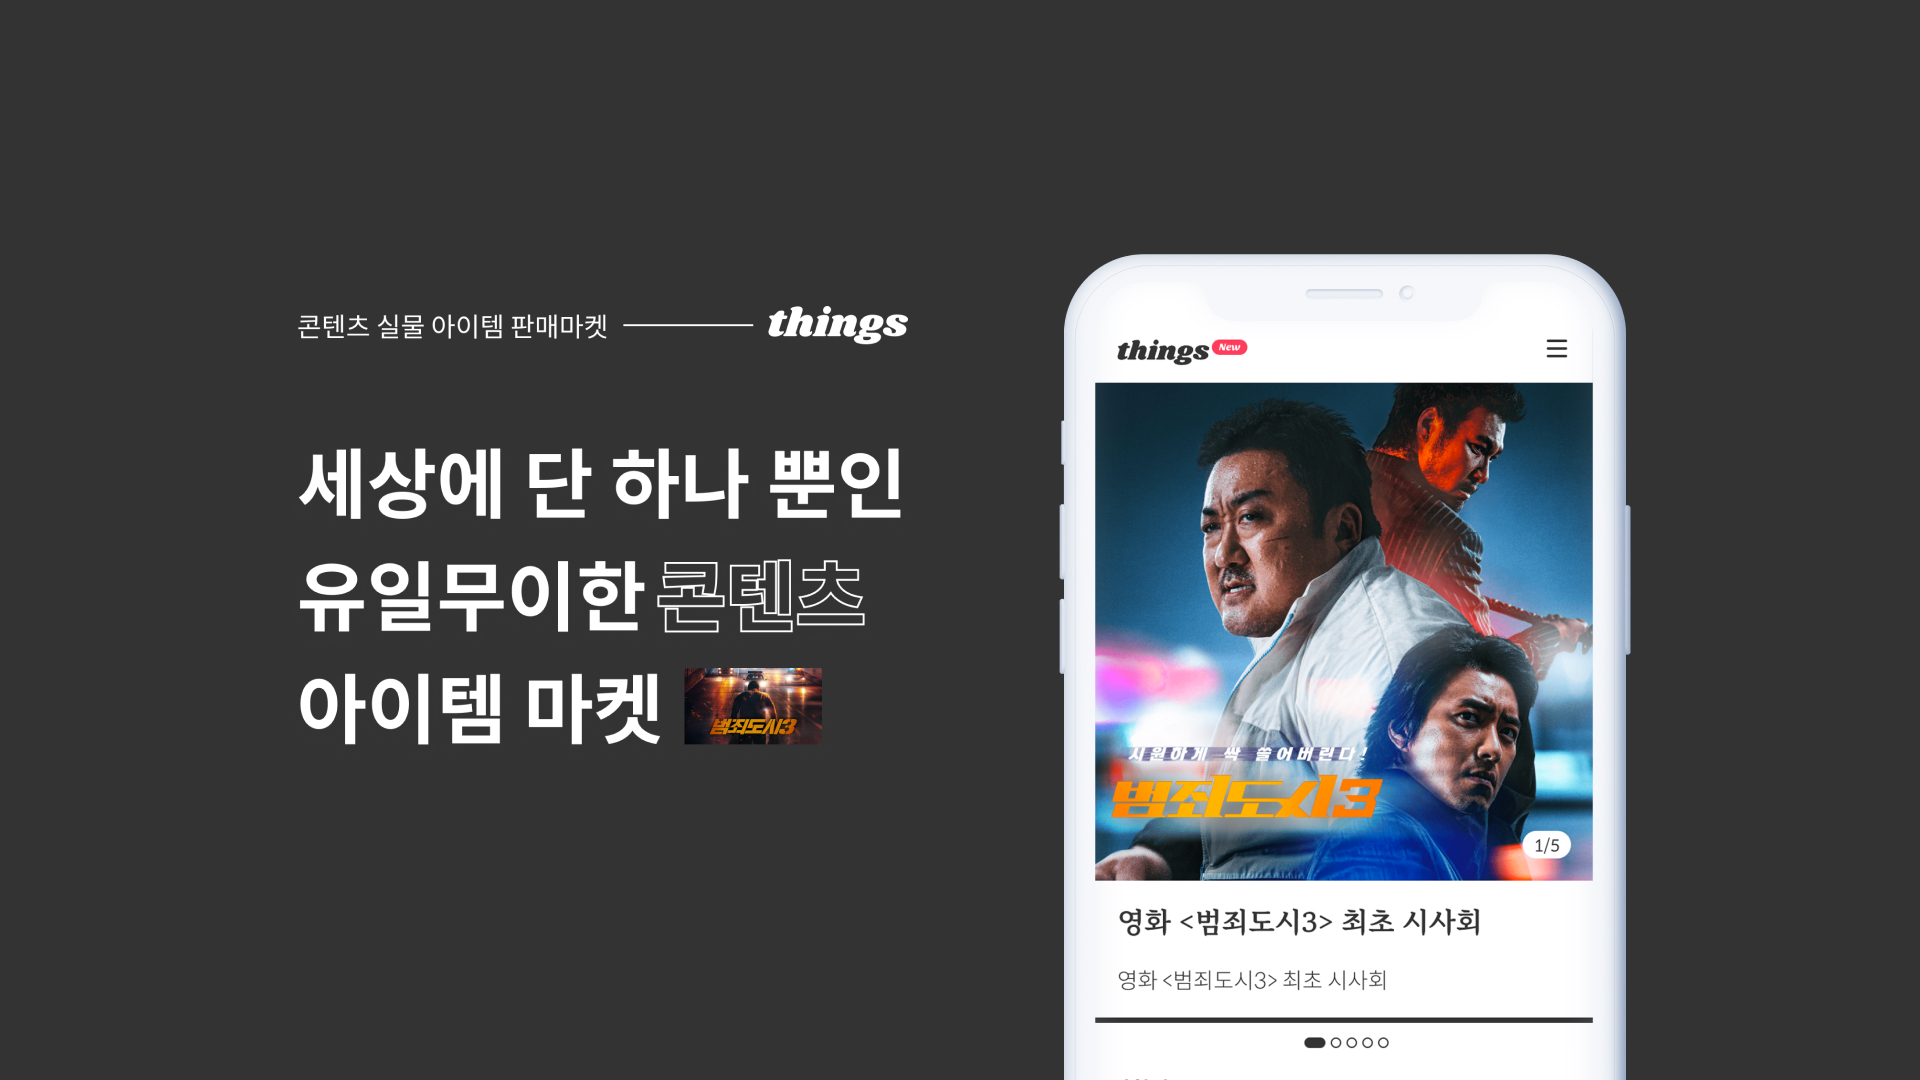 콘텐츠 실물 아이템 판매마켓 things
세상에 단 하나 뿐인
유일무이한 콘텐츠
아이템 마켓
범죄도시3
things New
시원하게 싹 쓸어버린다!
범죄도시3
1/5
영화 <범죄도시3> 최초 시사회
영화 <범죄도시3> 최초 시사회